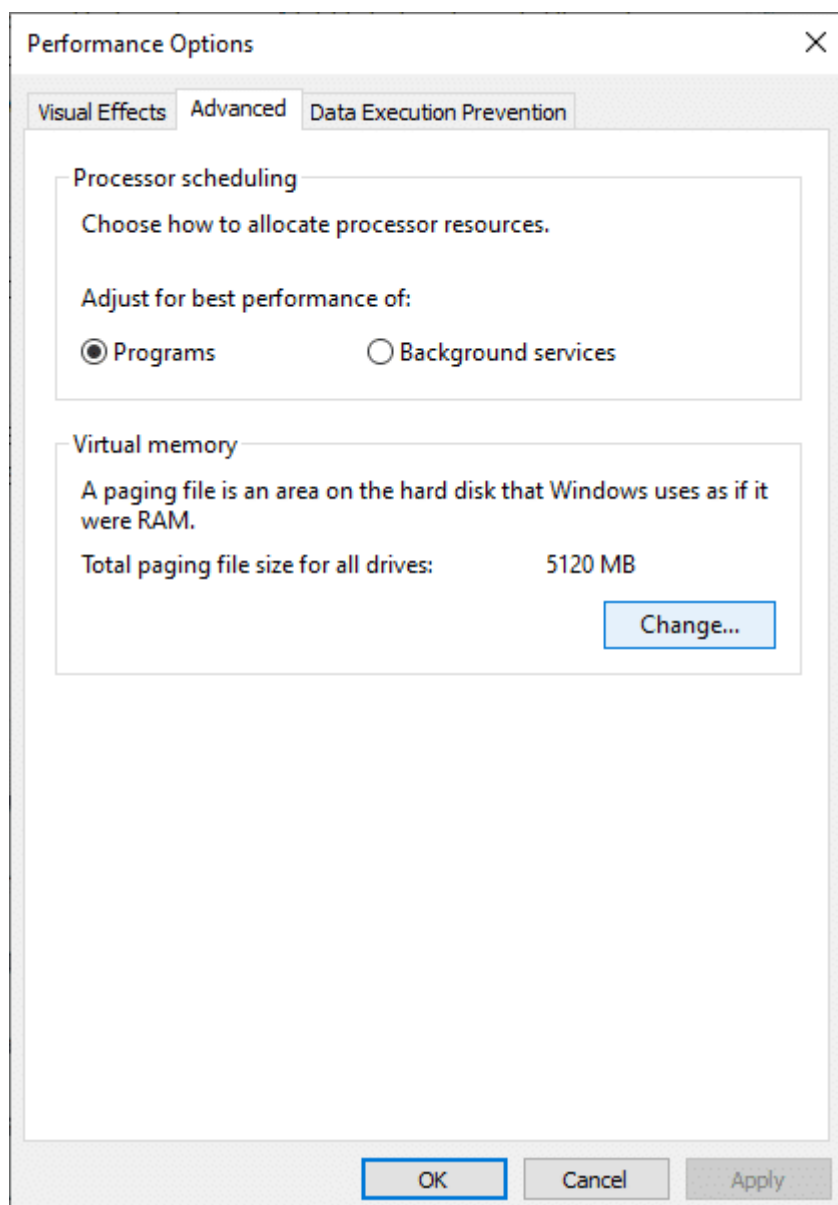 Performance Options
Visual Effects Advanced Data Execution Prevention
Processor scheduling
Choose how to allocate processor resources.
Adjust for best performance of:
Programs Background services
Virtual memory
A paging file is an area on the hard disk that Windows uses as if it
were RAM.
Total paging file size for all drives: 5120 MB
Change...
OK Cancel Apply